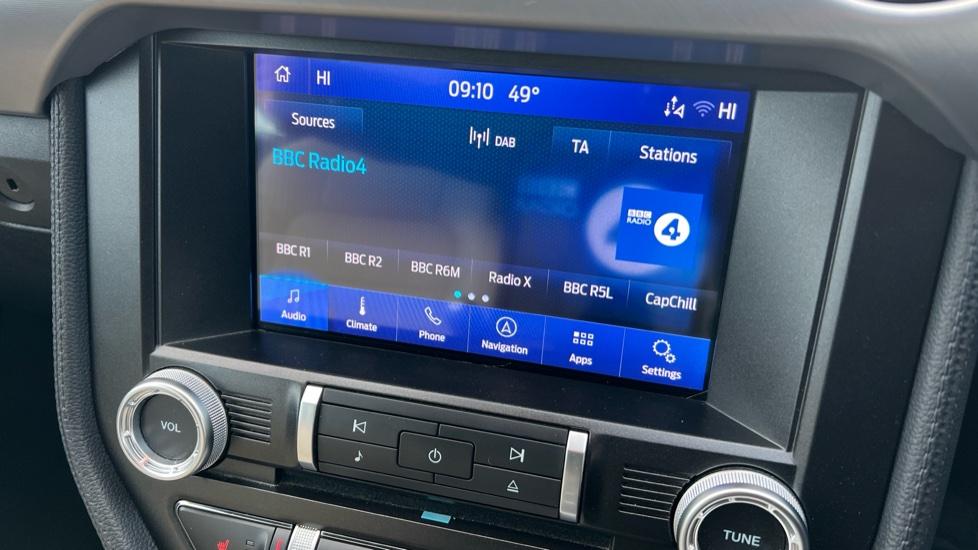 HI 09:10 49° HI
Sources DAB TA Stations
BBC Radio4
BBC
RADIO 4
BBC R1 BBC R2 BBC R6M Radio X BBC R5L CapChill
Audio Climate Phone Navigation Apps Settings
VOL
TUNE